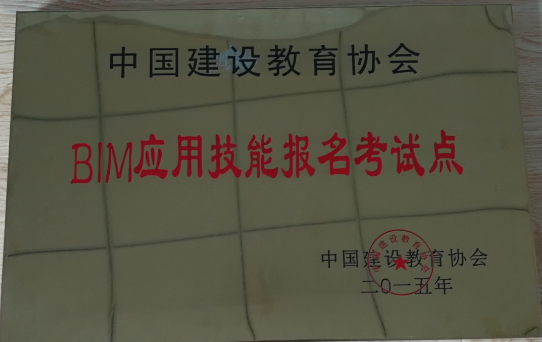 中国建设教育协会
BIM应用技能报名考试点
中国建设教育协会
二〇一五年